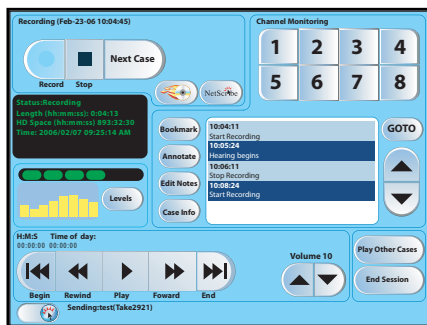 Recording (Feb-23-06 10:04:45)
Next Case
Record Stop
NetScribe
Channel Monitoring
1 2 3 4
5 6 7 8
Status:Recording
Length (hh:mm:ss): 0:04:13
HD Space (hh:mm:ss) 893:32:30
Time: 2006/02/07 09:25:14 AM
Levels
Bookmark
Annotate
Edit Notes
Case Info
10:04:11
Start Recording
10:05:24
Hearing begins
10:06:11
Stop Recording
10:08:24
Start Recording
GOTO
H:M:S Time of day:
00:00:00 00:00:00
Begin Rewind Play Foward End
Volume 10
Play Other Cases
End Session
Sending:test(Take2921)